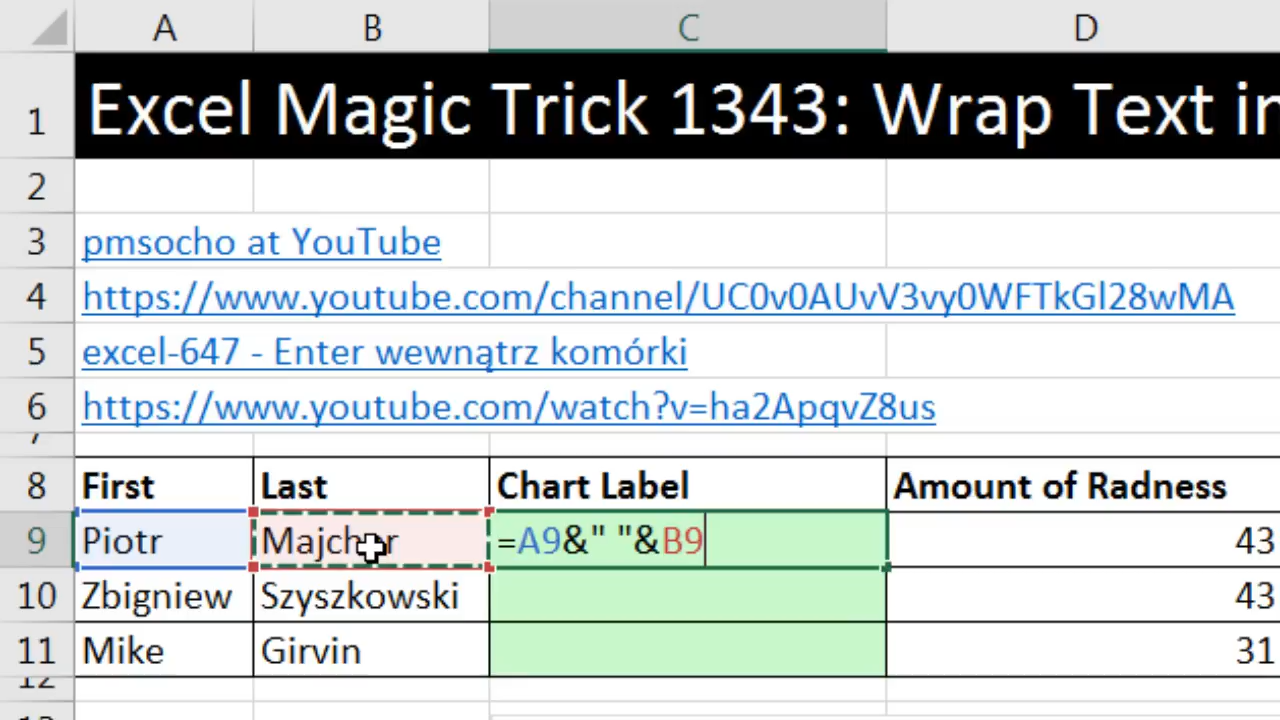 A B C D
1 Excel Magic Trick 1343: Wrap Text in
2
3 pmsocho at YouTube
4 https://www.youtube.com/channel/UC0v0AUvV3vy0WFTkGl28wMA
5 excel-647 - Enter wewnątrz komórki
6 https://www.youtube.com/watch?v=ha2ApqvZ8us
7
8 First Last Chart Label Amount of Radness
9 Piotr =A9&" "&B9 43
10 Zbigniew Szyszkowski 43
11 Mike Girvin 31
12